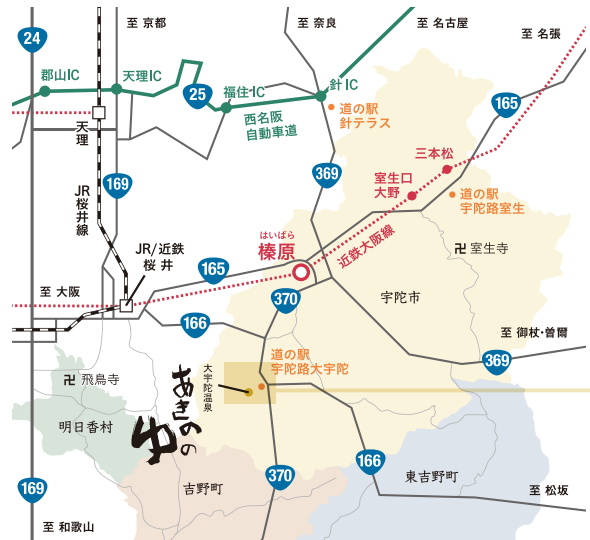 至 京都
至 奈良
至 名古屋
至 名張
24
郡山IC
天理IC
福住IC
針IC
25
西名阪
自動車道
道の駅
針テラス
165
天理
三本松
室生口
大野
道の駅
宇陀路室生
369
169
JR
桜井線
JR/近鉄
桜井
はいばら
榛原
近鉄大阪線
卍 室生寺
165
至 大阪
370
宇陀市
166
至 御杖・曽爾
369
道の駅
宇陀路大宇陀
大宇陀温泉
あきのの
ゆ
卍 飛鳥寺
明日香村
166
東吉野町
370
吉野町
169
至 松坂
至 和歌山